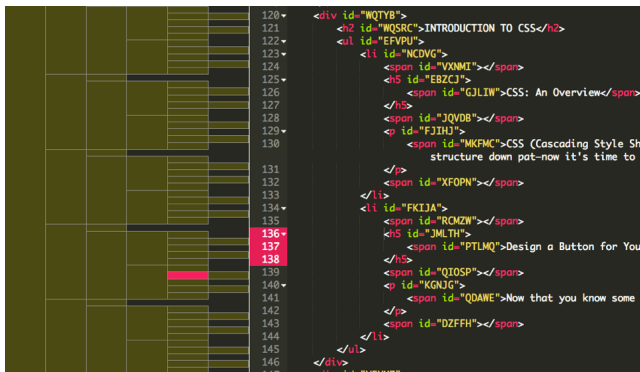 120 <div id="WQTYB">
121 <h2 id="WQSRC">INTRODUCTION TO CSS</h2>
122 <ul id="EFVPU">
123 <li id="NCDVG">
124 <span id="VXNMI"></span>
125 <h5 id="EBZCJ">
126 <span id="GJLIW">CSS: An Overview</span>
127 </h5>
128 <span id="JQVDB"></span>
129 <p id="FJIHJ">
130 <span id="MKFMC">CSS (Cascading Style Sh
structure down pat—now it's time to
131 </p>
132 <span id="XFOPN"></span>
133 </li>
134 <li id="FKIJA">
135 <span id="RCMZW"></span>
136 <h5 id="JMLTH">
137 <span id="PTLMQ">Design a Button for You
138 </h5>
139 <span id="QIOSP"></span>
140 <p id="KGNJG">
141 <span id="QDAWE">Now that you know some
142 </p>
143 <span id="DZFFH"></span>
144 </li>
145 </ul>
146 </div>